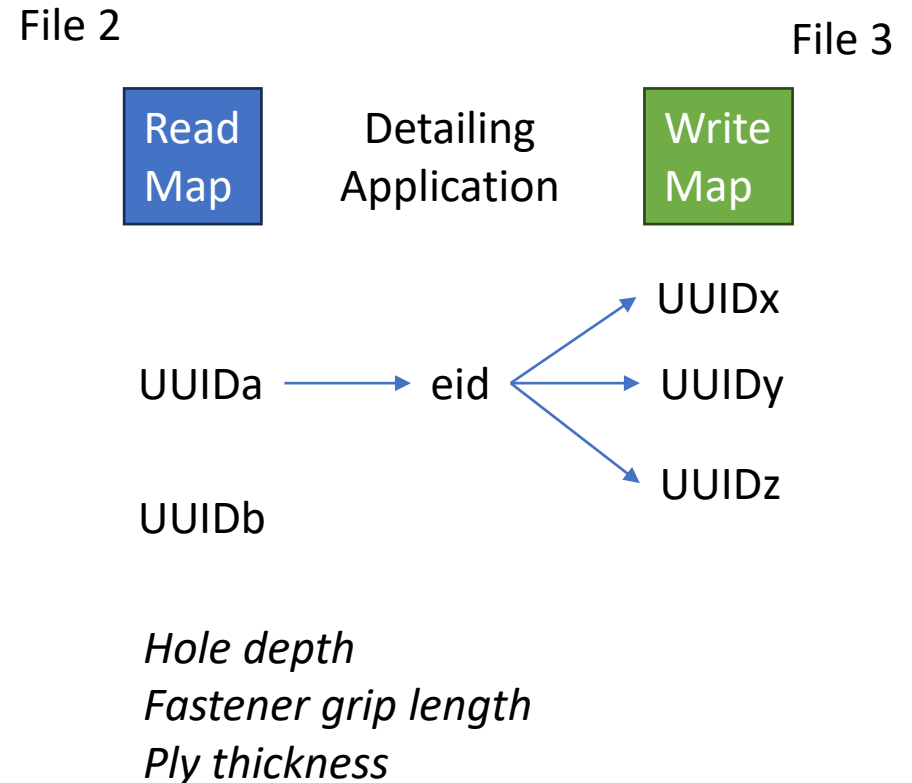 File 2
File 3
Read
Map
Detailing
Application
Write
Map
UUIDx
UUIDa
eid
UUIDy
UUIDz
UUIDb
Hole depth
Fastener grip length
Ply thickness